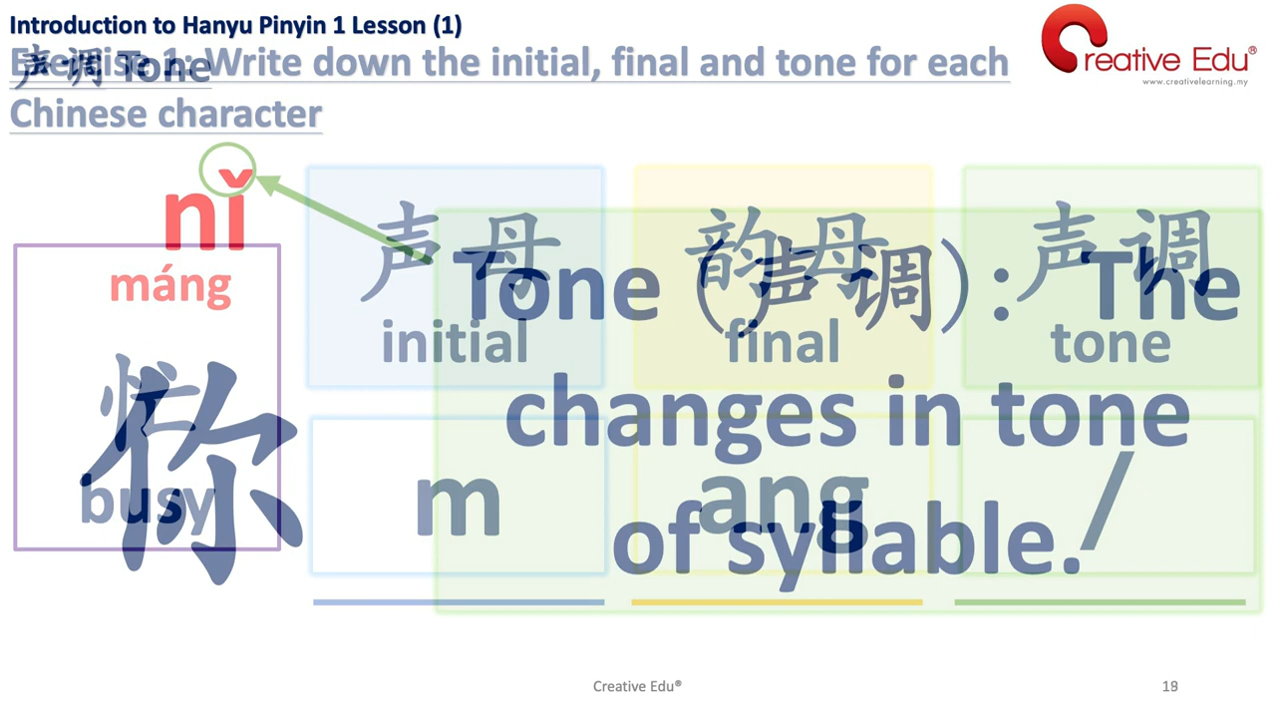 Introduction to Hanyu Pinyin 1 Lesson (1)
声调 Tone
Exercise 1: Write down the initial, final and tone for each
Chinese character
Creative Edu®
www.creativelearning.my
nǐ
你
Tone (声调): The
changes in tone
of syllable.
máng
忙
busy
声母
initial
韵母
final
声调
tone
m
ang
/
Creative Edu®